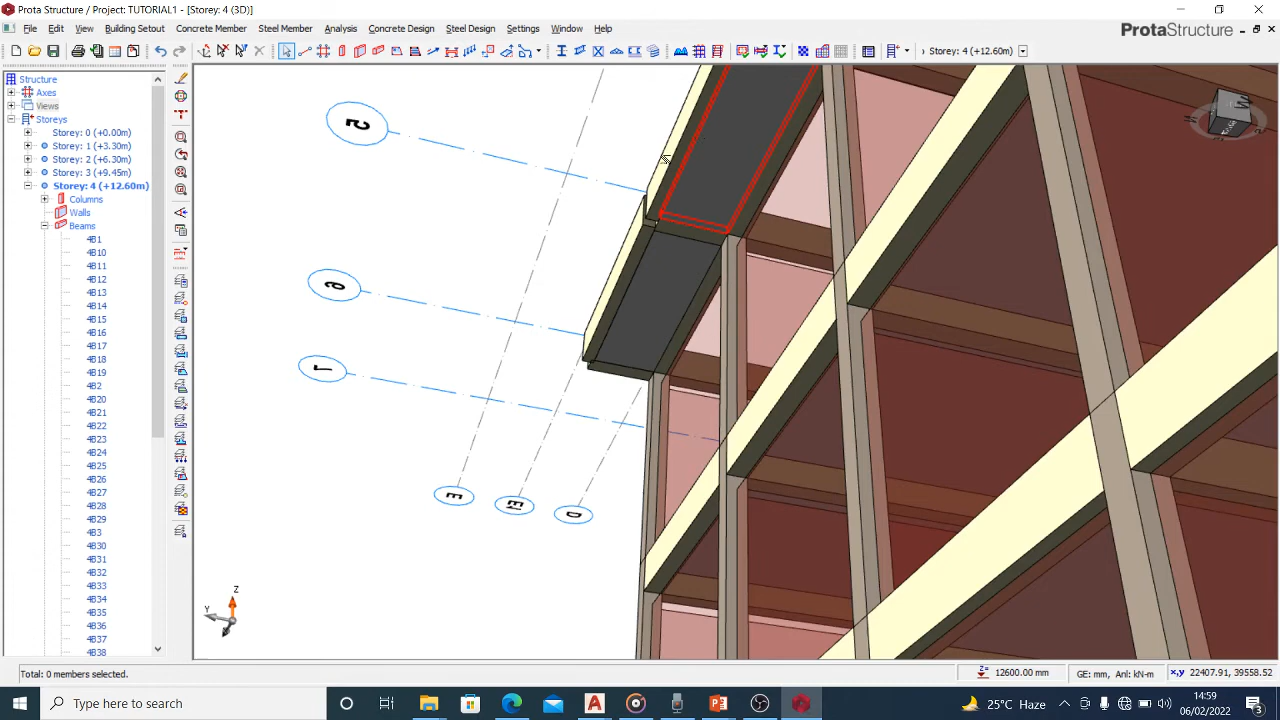 Prota Structure / Project: TUTORIAL1 - [Storey: 4 (3D)]
File Edit View Building Setout Concrete Member Steel Member Analysis Concrete Design Steel Design Settings Window Help
ProtaStructure
Storey: 4 (+12.60m)
Structure
Axes
Views
Storeys
Storey: 0 (+0.00m)
Storey: 1 (+3.30m)
Storey: 2 (+6.30m)
Storey: 3 (+9.45m)
Storey: 4 (+12.60m)
Columns
Walls
Beams
4B1
4B10
4B11
4B12
4B13
4B14
4B15
4B16
4B18
4B19
4B2
4B20
4B21
4B22
4B23
4B24
4B25
4B26
4B27
4B28
4B29
4B3
4B30
4B31
4B32
4B33
4B34
4B35
4B36
4B37
4B38
5
6
7
E
E1
D
Z
Y
Total: 0 members selected.
Z= 12600.00 mm
GE: mm, Anl: kN-m
x,y 22407.91, 39558.52
Type here to search
25°C Haze
14:59
06/02/2022
3